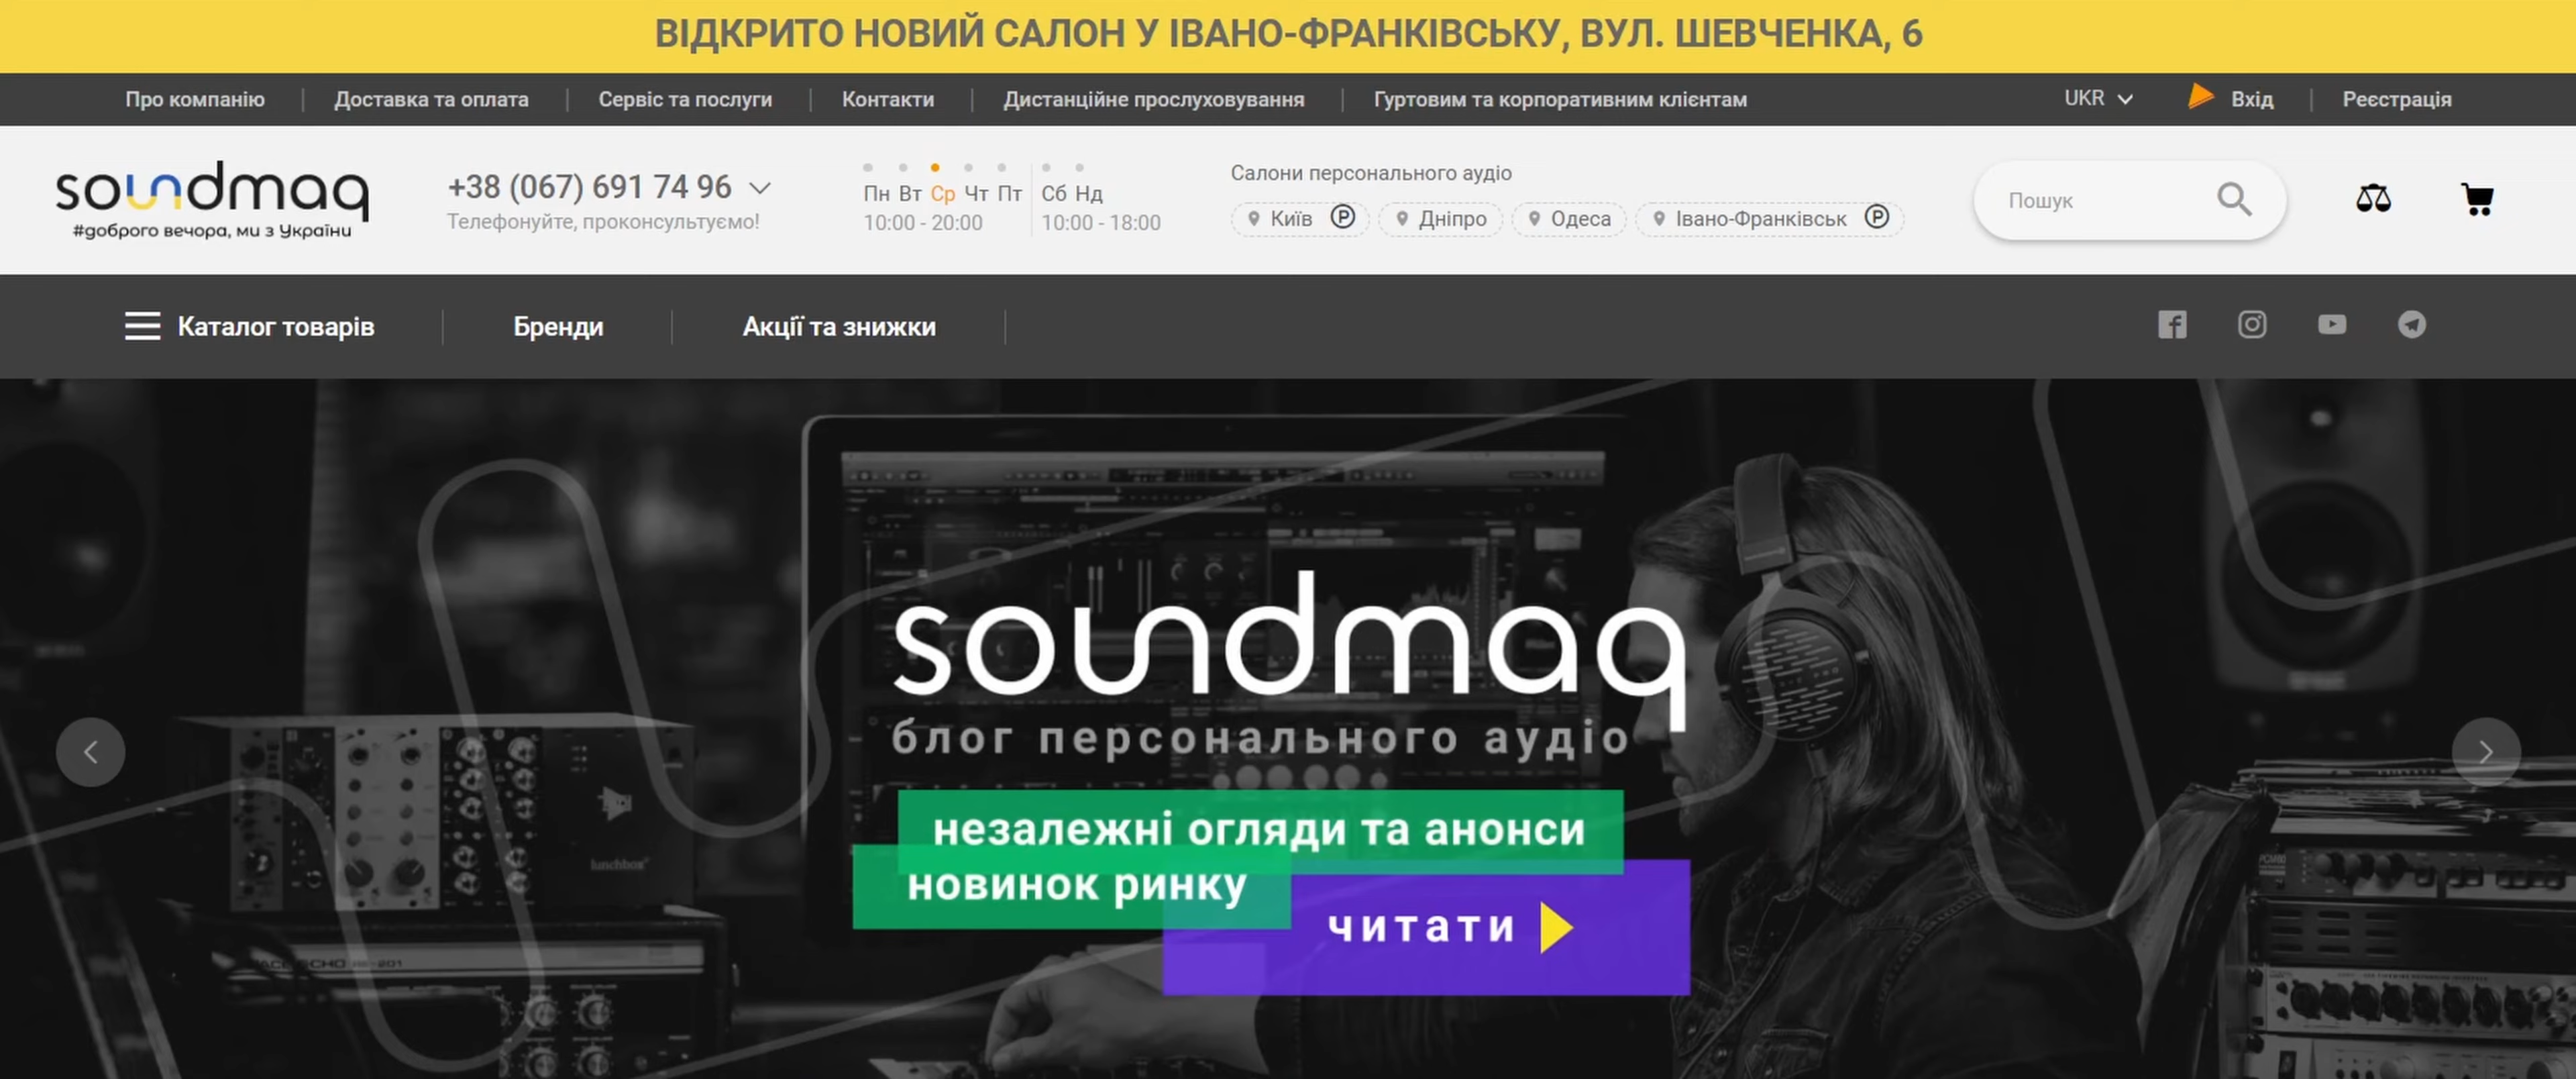 ВІДКРИТО НОВИЙ САЛОН У ІВАНО-ФРАНКІВСЬКУ, ВУЛ. ШЕВЧЕНКА, 6
Про компанію
Доставка та оплата
Сервіс та послуги
Контакти
Дистанційне прослуховування
Гуртовим та корпоративним клієнтам
UKR
Вхід
Реєстрація
soundmag
#доброго вечора, ми з України
+38 (067) 691 74 96
Телефонуйте, проконсультуємо!
Пн Вт Ср Чт Пт
10:00 - 20:00
Сб Нд
10:00 - 18:00
Салони персонального аудіо
Київ Ⓟ
Дніпро
Одеса
Івано-Франківськ Ⓟ
Пошук
Каталог товарів
Бренди
Акції та знижки
soundmag
блог персонального аудіо
незалежні огляди та анонси
новинок ринку
читати
lunchbox